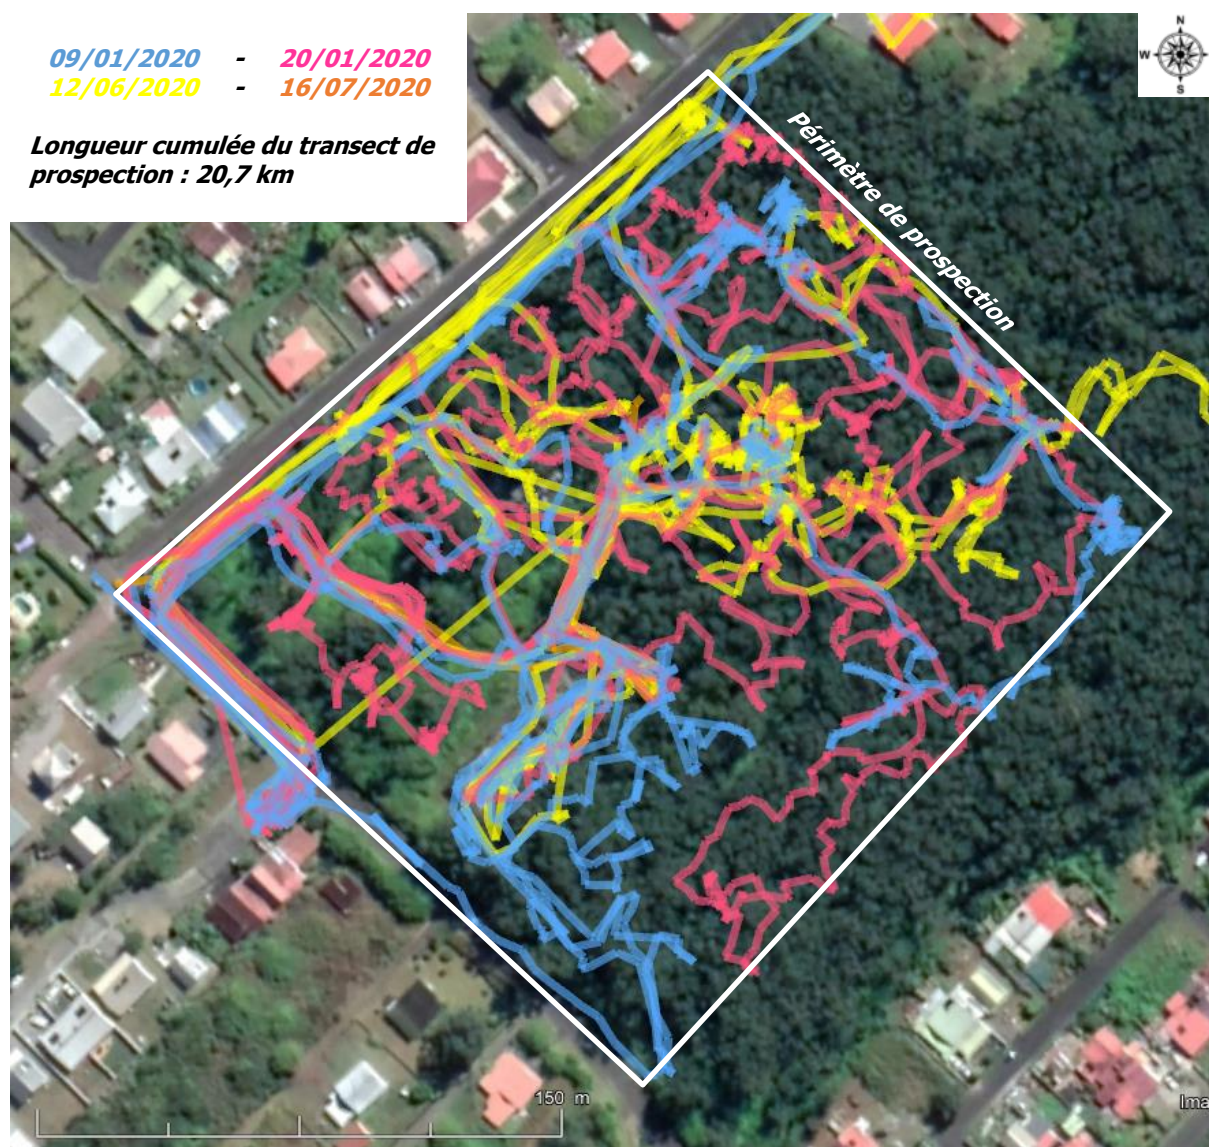 09/01/2020 - 20/01/2020
12/06/2020 - 16/07/2020
Longueur cumulée du transect de
prospection : 20,7 km
N
W
S
Périmètre de prospection
150 m
Ima